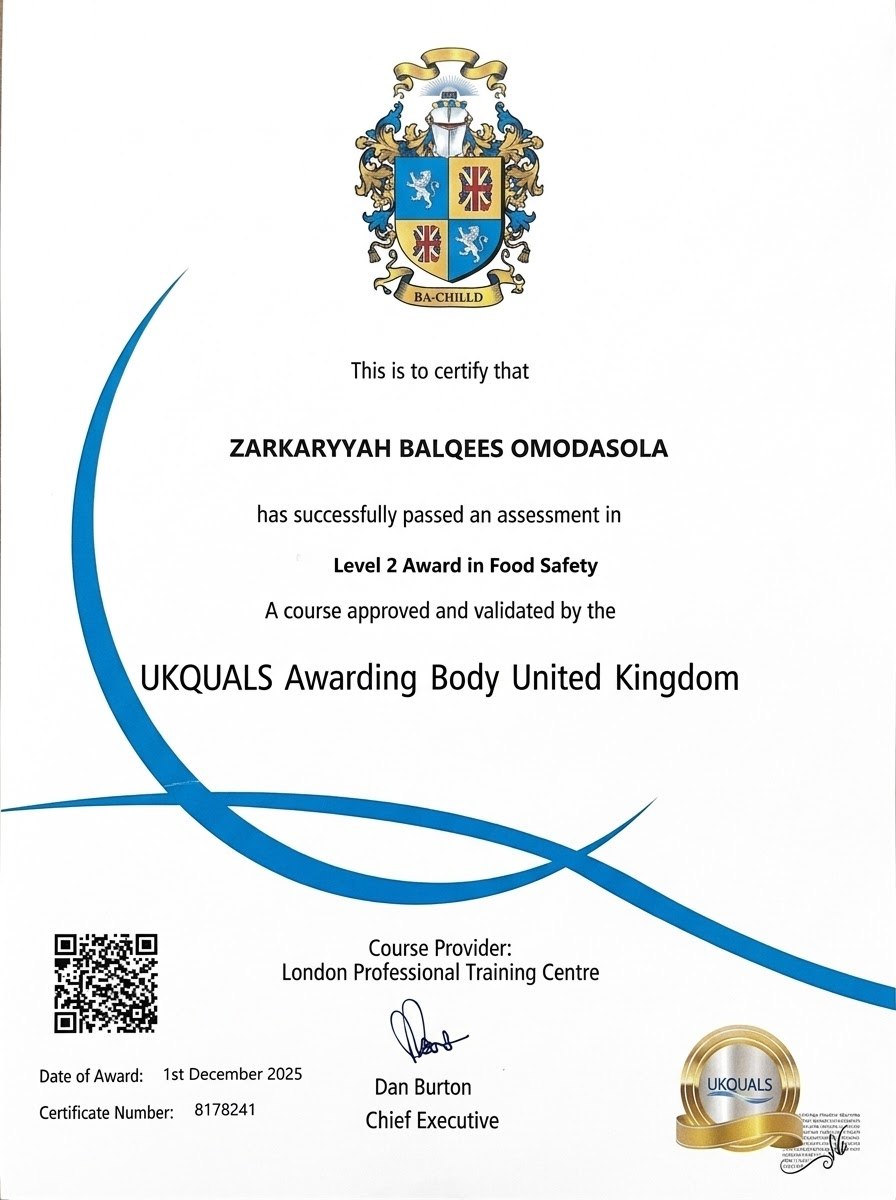 BA-CHILLD
This is to certify that
ZARKARYYAH BALQEES OMODASOLA
has successfully passed an assessment in
Level 2 Award in Food Safety
A course approved and validated by the
UKQUALS Awarding Body United Kingdom
Course Provider:
London Professional Training Centre
Dan Burton
Chief Executive
Date of Award: 1st December 2025
Certificate Number: 8178241
UKQUALS